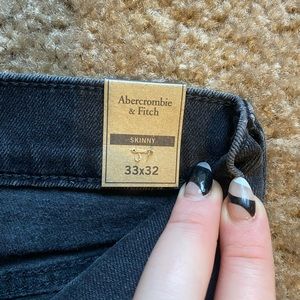 Abercrombie
& Fitch
SKINNY
33x32